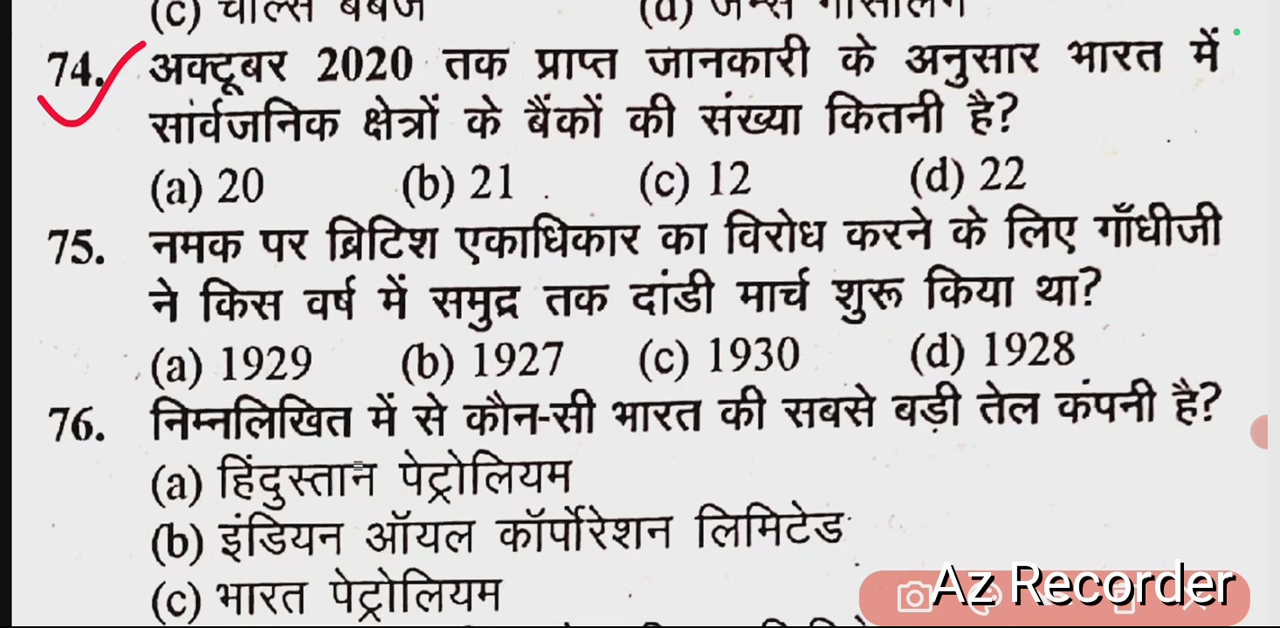 (c) चार्ल्स बैबेज (d) जेम्स गोसलिंग
74. अक्टूबर 2020 तक प्राप्त जानकारी के अनुसार भारत में
सार्वजनिक क्षेत्रों के बैंकों की संख्या कितनी है?
(a) 20 (b) 21 (c) 12 (d) 22
75. नमक पर ब्रिटिश एकाधिकार का विरोध करने के लिए गाँधीजी
ने किस वर्ष में समुद्र तक दांडी मार्च शुरू किया था?
(a) 1929 (b) 1927 (c) 1930 (d) 1928
76. निम्नलिखित में से कौन-सी भारत की सबसे बड़ी तेल कंपनी है?
(a) हिंदुस्तान पेट्रोलियम
(b) इंडियन ऑयल कॉर्पोरेशन लिमिटेड
(c) भारत पेट्रोलियम
Az Recorder